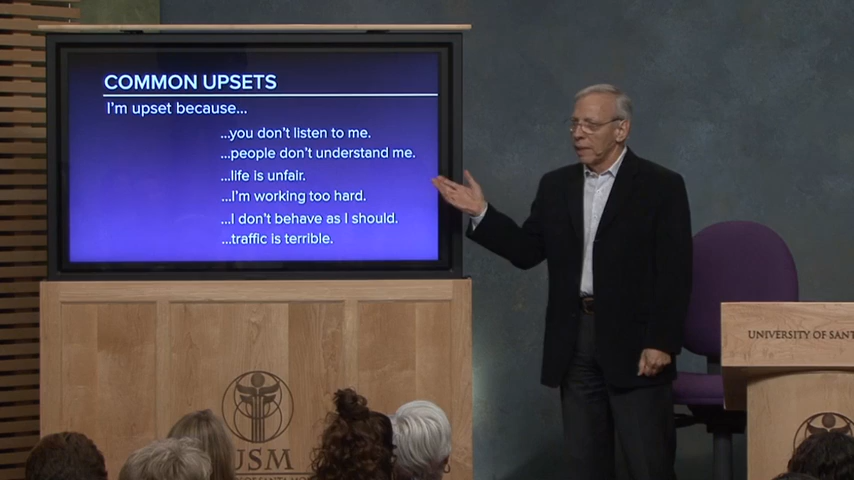 COMMON UPSETS
I'm upset because...
...you don't listen to me.
...people don't understand me.
...life is unfair.
...I'm working too hard.
...I don't behave as I should.
...traffic is terrible.
UNIVERSITY OF
USM
OF